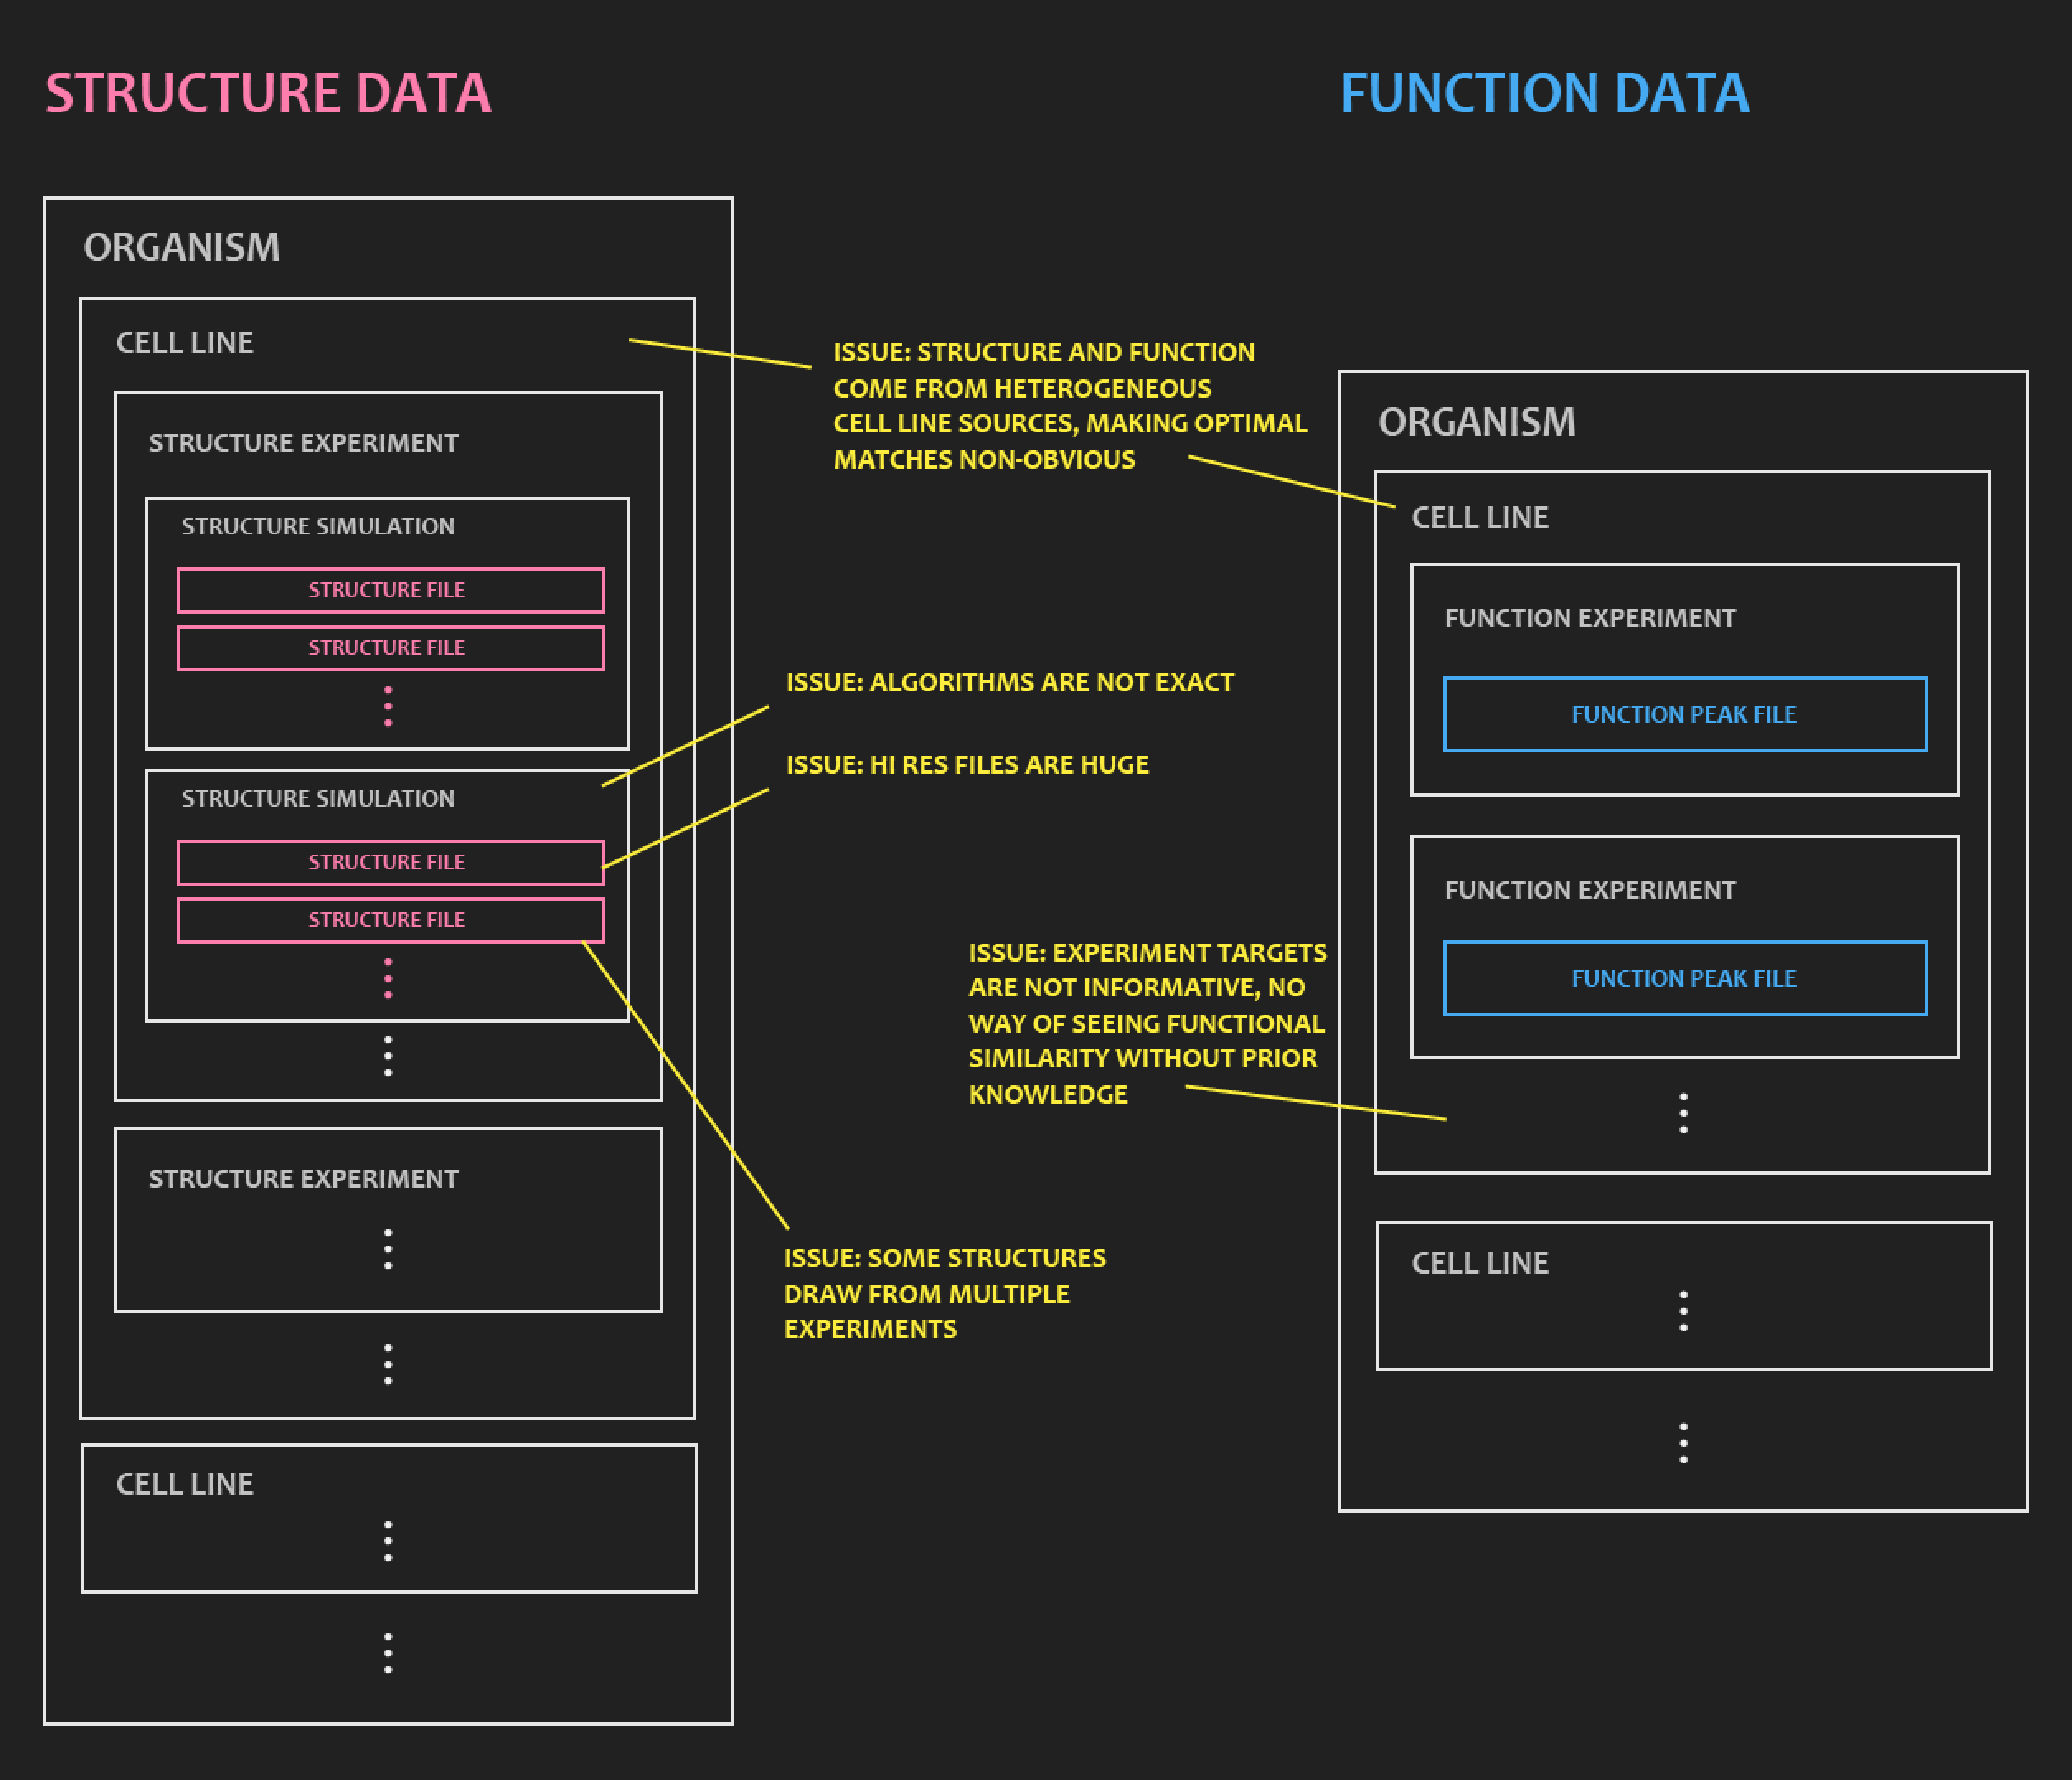 STRUCTURE DATA
ORGANISM
CELL LINE
STRUCTURE EXPERIMENT
STRUCTURE SIMULATION
STRUCTURE FILE
STRUCTURE FILE
STRUCTURE SIMULATION
STRUCTURE FILE
STRUCTURE FILE
STRUCTURE EXPERIMENT
CELL LINE
ISSUE: STRUCTURE AND FUNCTION
COME FROM HETEROGENEOUS
CELL LINE SOURCES, MAKING OPTIMAL
MATCHES NON-OBVIOUS
ISSUE: ALGORITHMS ARE NOT EXACT
ISSUE: HI RES FILES ARE HUGE
ISSUE: EXPERIMENT TARGETS
ARE NOT INFORMATIVE, NO
WAY OF SEEING FUNCTIONAL
SIMILARITY WITHOUT PRIOR
KNOWLEDGE
ISSUE: SOME STRUCTURES
DRAW FROM MULTIPLE
EXPERIMENTS
FUNCTION DATA
ORGANISM
CELL LINE
FUNCTION EXPERIMENT
FUNCTION PEAK FILE
FUNCTION EXPERIMENT
FUNCTION PEAK FILE
CELL LINE